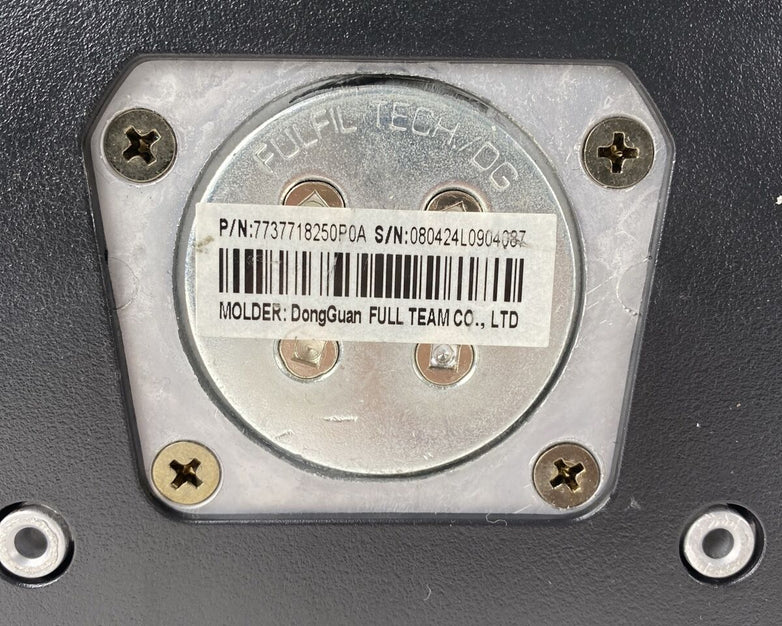 FULFIL TECH/DG
P/N:7737718250P0A S/N:080424L0904087
MOLDER: DongGuan FULL TEAM CO., LTD